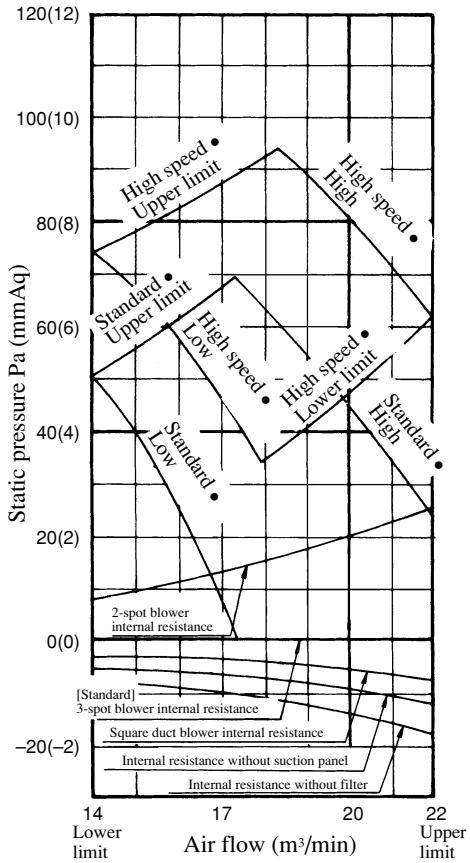 120(12)
100(10)
80(8)
60(6)
40(4)
20(2)
0(0)
−20(−2)
Static pressure Pa (mmAq)
High speed •
Upper limit
High speed •
High
Standard •
Upper limit
High speed •
Low
High speed •
Lower limit
Standard •
High
Standard •
Low
2-spot blower
internal resistance
[Standard]
3-spot blower internal resistance
Square duct blower internal resistance
Internal resistance without suction panel
Internal resistance without filter
14 17 20 22
Lower
limit
Air flow (m³/min)
Upper
limit